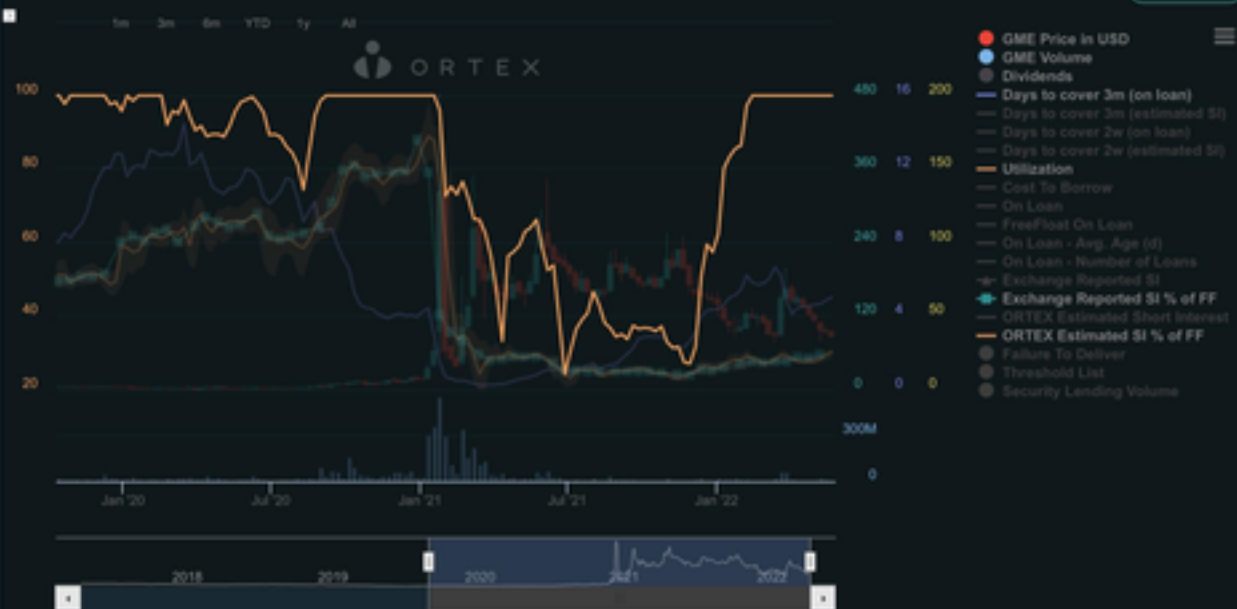 1m 3m 6m YTD 1y All
ORTEX
GME Price in USD
GME Volume
Dividends
Days to cover 3m (on loan)
Days to cover 3m (estimated SI)
Days to cover 2w (on loan)
Days to cover 2w (estimated SI)
Utilization
Cost To Borrow
On Loan
FreeFloat On Loan
On Loan - Avg. Age (d)
On Loan - Number of Loans
Exchange Reported SI
Exchange Reported SI % of FF
ORTEX Estimated Short Interest
ORTEX Estimated SI % of FF
Failure To Deliver
Threshold List
Security Lending Volume
100 480 16 200
80 360 12 150
60 240 8 100
40 120 4 50
20 0 0 0
300M
0
Jan '20 Jul '20 Jan '21 Jul '21 Jan '22
2018 2019 2020 2021 2022